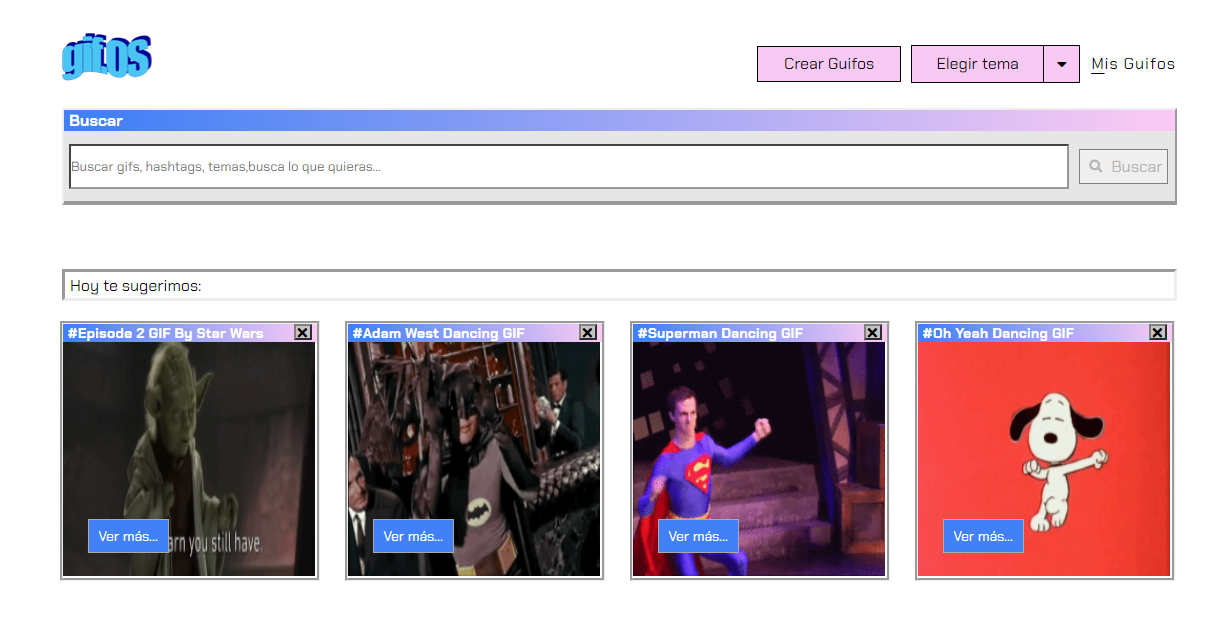 gifos
Crear Guifos
Elegir tema
Mis Guifos
Buscar
Buscar gifs, hashtags, temas,busca lo que quieras...
Buscar
Hoy te sugerimos:
#Episode 2 GIF By Star Wars
#Adam West Dancing GIF
#Superman Dancing GIF
#Oh Yeah Dancing GIF
you still have.
Ver más...
Ver más...
Ver más...
Ver más...